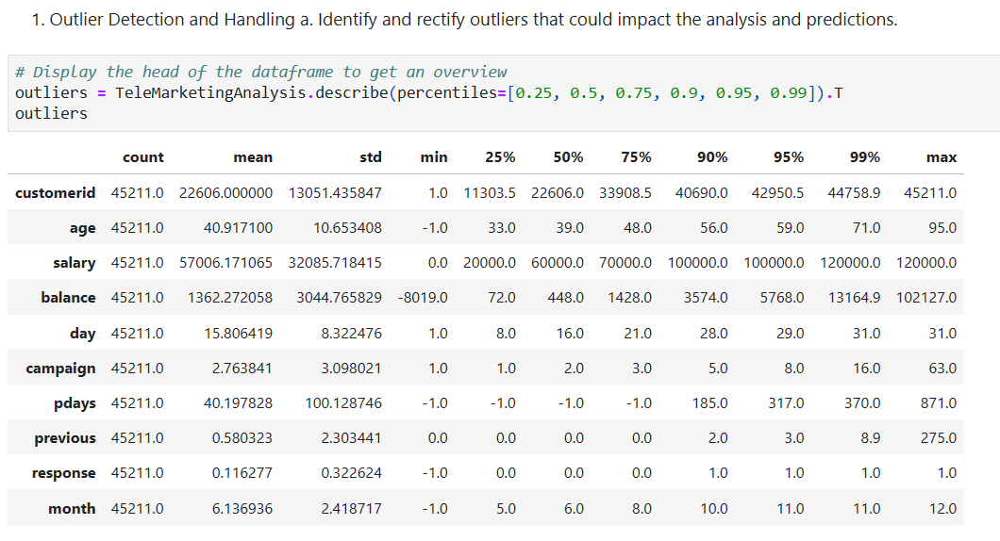 1. Outlier Detection and Handling a. Identify and rectify outliers that could impact the analysis and predictions.
# Display the head of the dataframe to get an overview
outliers = TeleMarketingAnalysis.describe(percentiles=[0.25, 0.5, 0.75, 0.9, 0.95, 0.99]).T
outliers
count mean std min 25% 50% 75% 90% 95% 99% max
customerid 45211.0 22606.000000 13051.435847 1.0 11303.5 22606.0 33908.5 40690.0 42950.5 44758.9 45211.0
age 45211.0 40.917100 10.653408 -1.0 33.0 39.0 48.0 56.0 59.0 71.0 95.0
salary 45211.0 57006.171065 32085.718415 0.0 20000.0 60000.0 70000.0 100000.0 100000.0 120000.0 120000.0
balance 45211.0 1362.272058 3044.765829 -8019.0 72.0 448.0 1428.0 3574.0 5768.0 13164.9 102127.0
day 45211.0 15.806419 8.322476 1.0 8.0 16.0 21.0 28.0 29.0 31.0 31.0
campaign 45211.0 2.763841 3.098021 1.0 1.0 2.0 3.0 5.0 8.0 16.0 63.0
pdays 45211.0 40.197828 100.128746 -1.0 -1.0 -1.0 -1.0 185.0 317.0 370.0 871.0
previous 45211.0 0.580323 2.303441 0.0 0.0 0.0 0.0 2.0 3.0 8.9 275.0
response 45211.0 0.116277 0.322624 -1.0 0.0 0.0 0.0 1.0 1.0 1.0 1.0
month 45211.0 6.136936 2.418717 -1.0 5.0 6.0 8.0 10.0 11.0 11.0 12.0